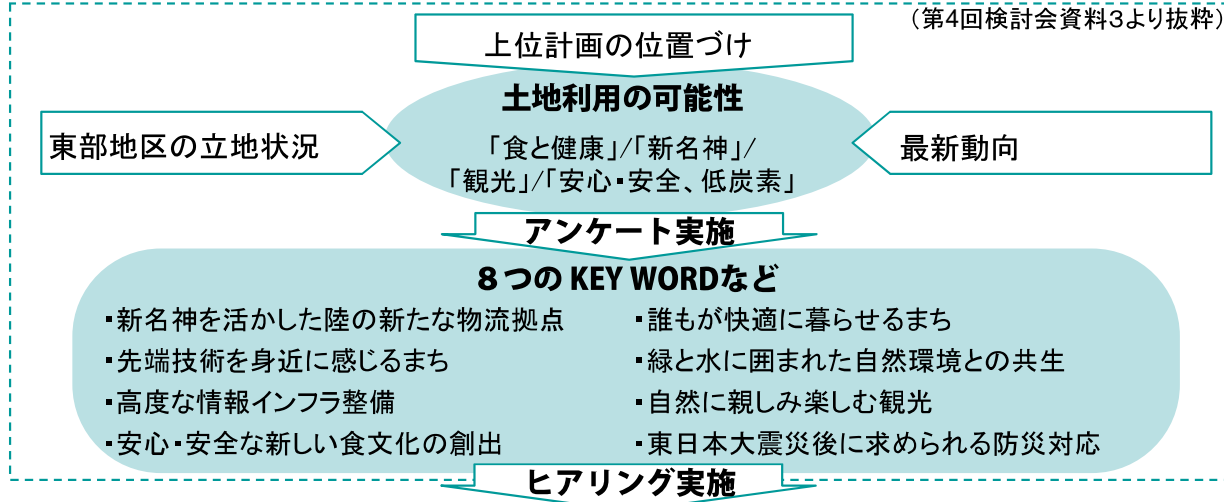 (第4回検討会資料3より抜粋)
上位計画の位置づけ
土地利用の可能性
東部地区の立地状況
「食と健康」/「新名神」/
「観光」/「安心・安全、低炭素」
最新動向
アンケート実施
8つの KEY WORDなど
・新名神を活かした陸の新たな物流拠点
・先端技術を身近に感じるまち
・高度な情報インフラ整備
・安心・安全な新しい食文化の創出
・誰もが快適に暮らせるまち
・緑と水に囲まれた自然環境との共生
・自然に親しみ楽しむ観光
・東日本大震災後に求められる防災対応
ヒアリング実施